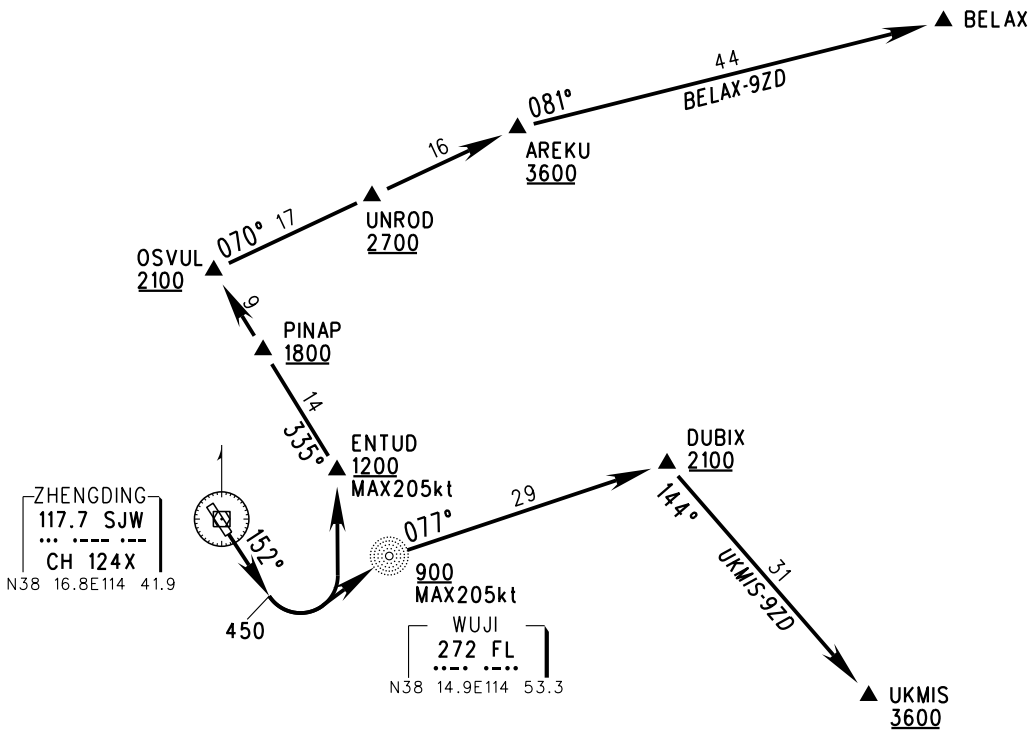 BELAX
44
BELAX-9ZD
081°
AREKU
3600
16
UNROD
2700
17
070°
OSVUL
2100
9
PINAP
1800
14
335°
ENTUD
1200
MAX205kt
ZHENGDING
117.7 SJW
••• •--- •--
CH 124X
N38 16.8E114 41.9
152°
450
077°
29
900
MAX205kt
WUJI
272 FL
••-• •-••
N38 14.9E114 53.3
DUBIX
2100
144°
31
UKMIS-9ZD
UKMIS
3600